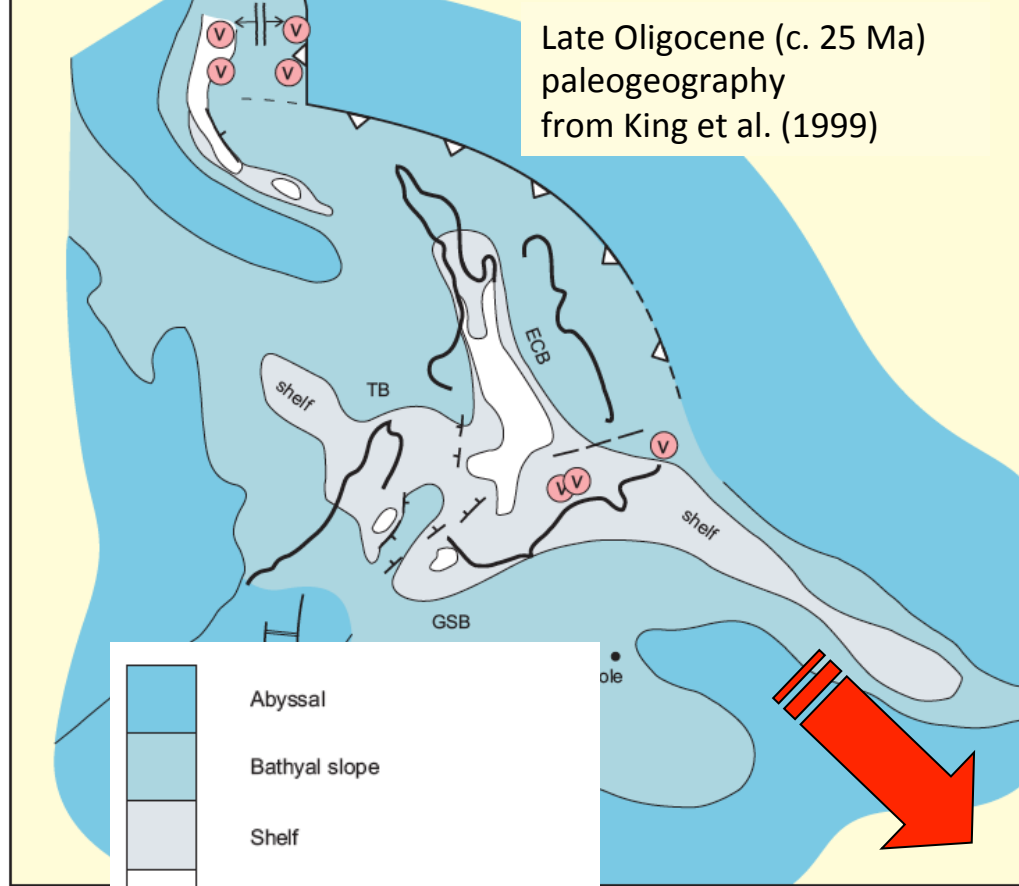 Late Oligocene (c. 25 Ma)
paleogeography
from King et al. (1999)
V
V
V
V
ECB
TB
shelf
V
V
V
shelf
GSB
ole
Abyssal
Bathyal slope
Shelf